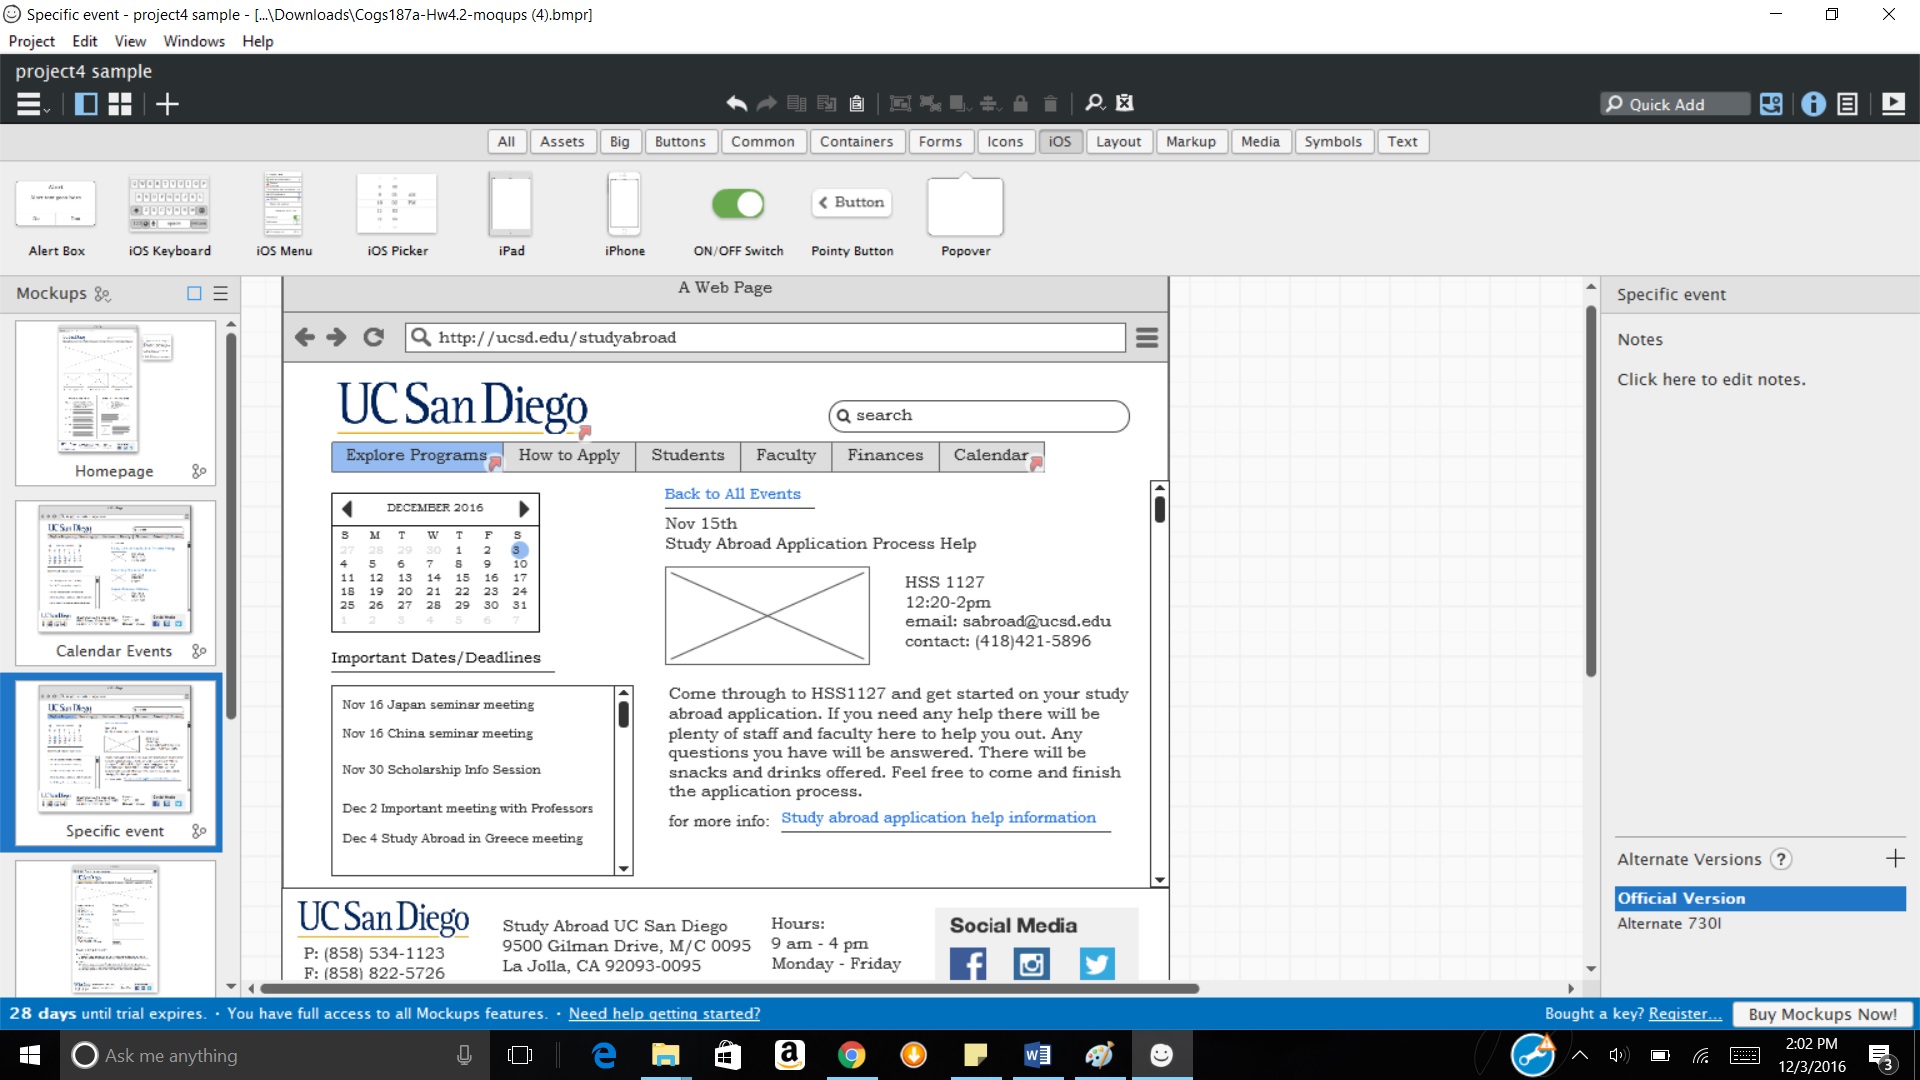 Specific event - project4 sample - [...\Downloads\Cogs187a-Hw4.2-moqups (4).bmpr]
Project Edit View Windows Help
project4 sample
Quick Add
All Assets Big Buttons Common Containers Forms Icons iOS Layout Markup Media Symbols Text
Button
Alert Box iOS Keyboard iOS Menu iOS Picker iPad iPhone ON/OFF Switch Pointy Button Popover
Mockups
Homepage
Calendar Events
Specific event
A Web Page
http://ucsd.edu/studyabroad
UC San Diego
search
Explore Programs How to Apply Students Faculty Finances Calendar
DECEMBER 2016
S M T W T F S
27 28 29 30 1 2 3
4 5 6 7 8 9 10
11 12 13 14 15 16 17
18 19 20 21 22 23 24
25 26 27 28 29 30 31
1 2 3 4 5 6 7
Important Dates/Deadlines
Nov 16 Japan seminar meeting
Nov 16 China seminar meeting
Nov 30 Scholarship Info Session
Dec 2 Important meeting with Professors
Dec 4 Study Abroad in Greece meeting
Back to All Events
Nov 15th
Study Abroad Application Process Help
HSS 1127
12:20-2pm
email: sabroad@ucsd.edu
contact: (418)421-5896
Come through to HSS1127 and get started on your study
abroad application. If you need any help there will be
plenty of staff and faculty here to help you out. Any
questions you have will be answered. There will be
snacks and drinks offered. Feel free to come and finish
the application process.
for more info: Study abroad application help information
UC San Diego
P: (858) 534-1123
F: (858) 822-5726
Study Abroad UC San Diego
9500 Gilman Drive, M/C 0095
La Jolla, CA 92093-0095
Hours:
9 am - 4 pm
Monday - Friday
Social Media
Specific event
Notes
Click here to edit notes.
Alternate Versions ?
Official Version
Alternate 730I
28 days until trial expires. · You have full access to all Mockups features. · Need help getting started?
Bought a key? Register... Buy Mockups Now!
Ask me anything
2:02 PM
12/3/2016
3